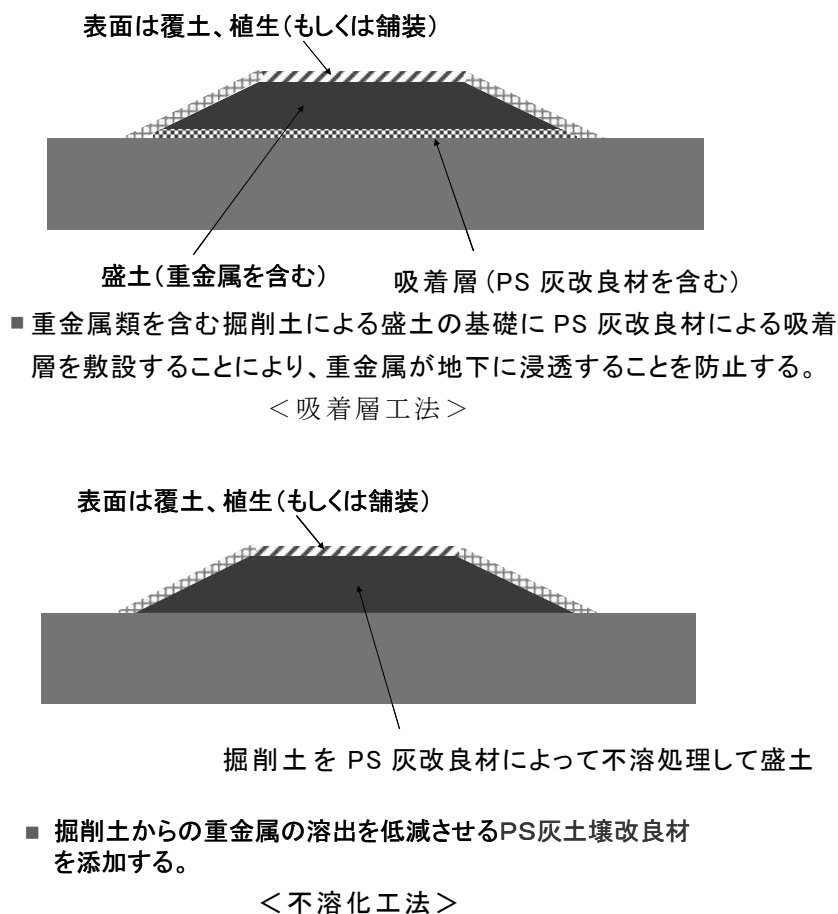 表面は覆土、植生(もしくは舗装)
盛土(重金属を含む)
吸着層(PS 灰改良材を含む)
■重金属類を含む掘削土による盛土の基礎に PS 灰改良材による吸着
層を敷設することにより、重金属が地下に浸透することを防止する。
<吸着層工法>
表面は覆土、植生(もしくは舗装)
掘削土を PS 灰改良材によって不溶処理して盛土
■ 掘削土からの重金属の溶出を低減させるPS灰土壌改良材
を添加する。
<不溶化工法>